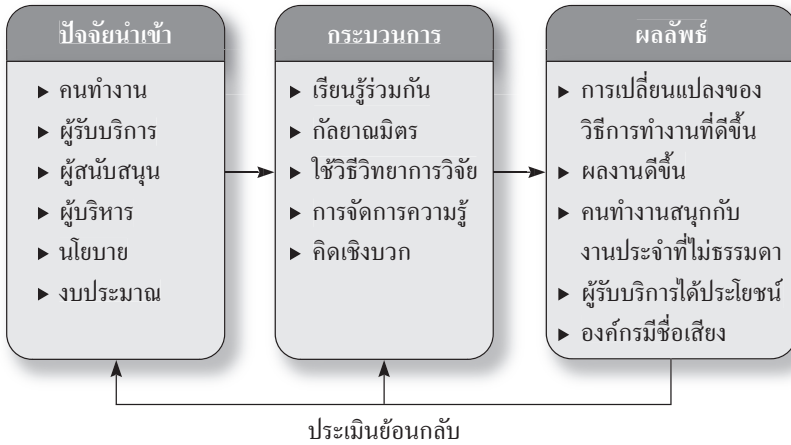 ปัจจัยนำเข้า
▶ คนทำงาน
▶ ผู้รับบริการ
▶ ผู้สนับสนุน
▶ ผู้บริหาร
▶ นโยบาย
▶ งบประมาณ
กระบวนการ
▶ เรียนรู้ร่วมกัน
▶ กัลยาณมิตร
▶ ใช้วิธีวิทยาการวิจัย
▶ การจัดการความรู้
▶ คิดเชิงบวก
ผลลัพธ์
▶ การเปลี่ยนแปลงของ
วิธีการทำงานที่ดีขึ้น
▶ ผลงานดีขึ้น
▶ คนทำงานสนุกกับ
งานประจำที่ไม่ธรรมดา
▶ ผู้รับบริการได้ประโยชน์
▶ องค์กรมีชื่อเสียง
ประเมินย้อนกลับ